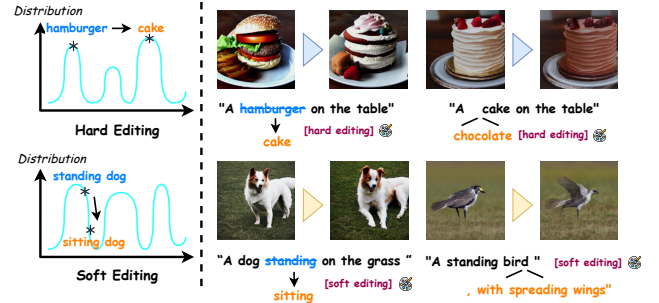 Distribution
hamburger → cake
Hard Editing
Distribution
standing dog
sitting dog
Soft Editing
"A hamburger on the table"
cake [hard editing]
"A cake on the table"
chocolate [hard editing]
“A dog standing on the grass ”
sitting [soft editing]
"A standing bird " [soft editing]
, with spreading wings"